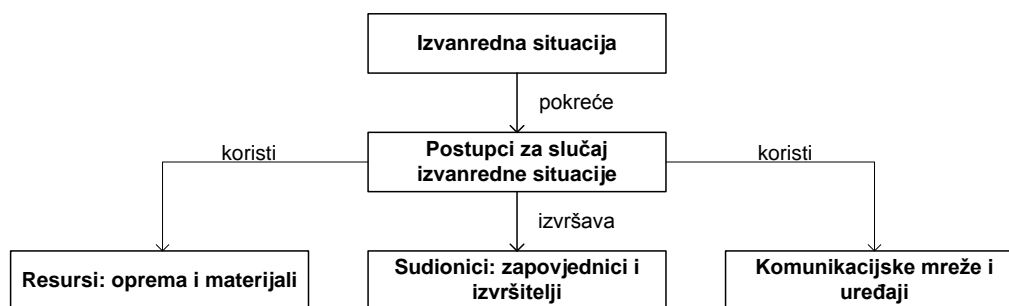 Izvanredna situacija
pokreće
Postupci za slučaj
izvanredne situacije
koristi
koristi
izvršava
Resursi: oprema i materijali
Sudionici: zapovjednici i
izvršitelji
Komunikacijske mreže i
uređaji